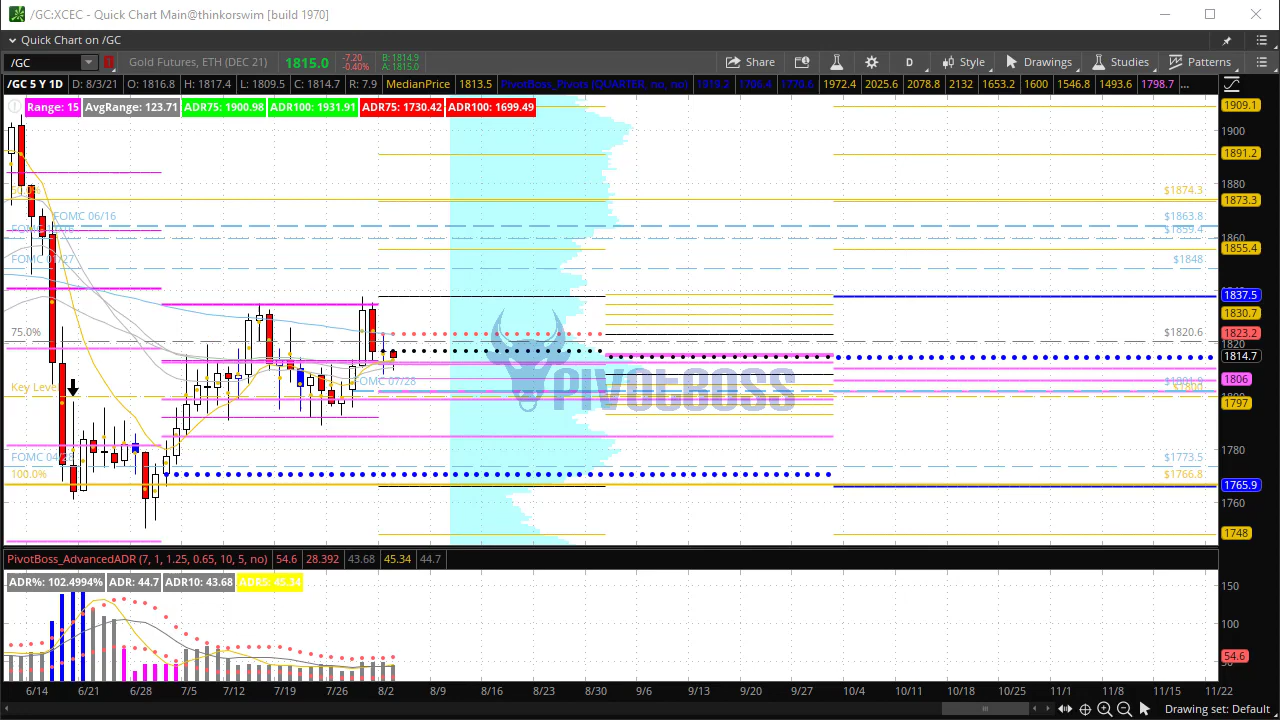 /GC:XCEC - Quick Chart Main@thinkorswim [build 1970]
Quick Chart on /GC
/GC Gold Futures, ETH (DEC 21) 1815.0 -7.20 -0.40% B: 1814.9 A: 1815.0 Share D Style Drawings Studies Patterns
/GC 5 Y 1D D: 8/3/21 O: 1816.8 H: 1817.4 L: 1809.5 C: 1814.7 R: 7.9 MedianPrice 1813.5 PivotBoss_Pivots (QUARTER, no, no) 1972.4 2025.6 2078.8 2132 1653.2 1600 1546.8 1493.6 1798.7 ...
Range: 15 AvgRange: 123.71 ADR75: 1900.98 ADR100: 1931.91 ADR75: 1730.42 ADR100: 1699.49
1909.1
1900
1891.2
1880
$1874.3
1873.3
FOMC 06/16 $1863.8
$1859.4
1860
1855.4
$1848
1837.5
1830.7
1823.2
75.0% $1820.6
1820
1814.7
1806
FOMC 07/28
Key Level
1797
PIVOTBOSS
1780
$1773.5
100.0% $1766.8
1765.9
1760
1748
PivotBoss_AdvancedADR (7, 1, 1.25, 0.65, 10, 5, no) 54.6 28.392 43.68 45.34 44.7
ADR%: 102.4994% ADR: 44.7 ADR10: 43.68 ADR5: 45.34
150
100
54.6
6/14 6/21 6/28 7/5 7/12 7/19 7/26 8/2 8/9 8/16 8/23 8/30 9/6 9/13 9/20 9/27 10/4 10/11 10/18 10/25 11/1 11/8 11/15 11/22
Drawing set: Default